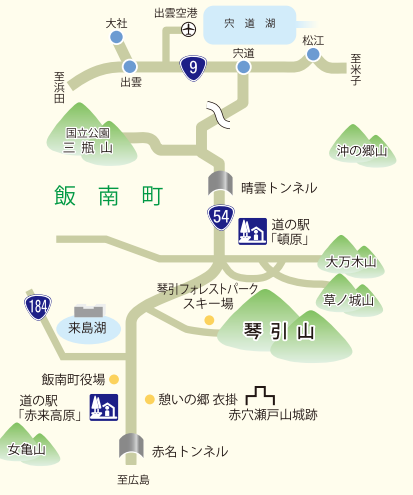 出雲空港
大社
宍道湖
松江
宍道
至米子
9
出雲
至浜田
国立公園
三瓶山
沖の郷山
晴雲トンネル
飯南町
54
道の駅
「頓原」
大万木山
琴引フォレストパーク
スキー場
草ノ城山
184
来島湖
琴引山
飯南町役場
道の駅
「赤来高原」
憩いの郷 衣掛
赤穴瀬戸山城跡
女亀山
赤名トンネル
至広島